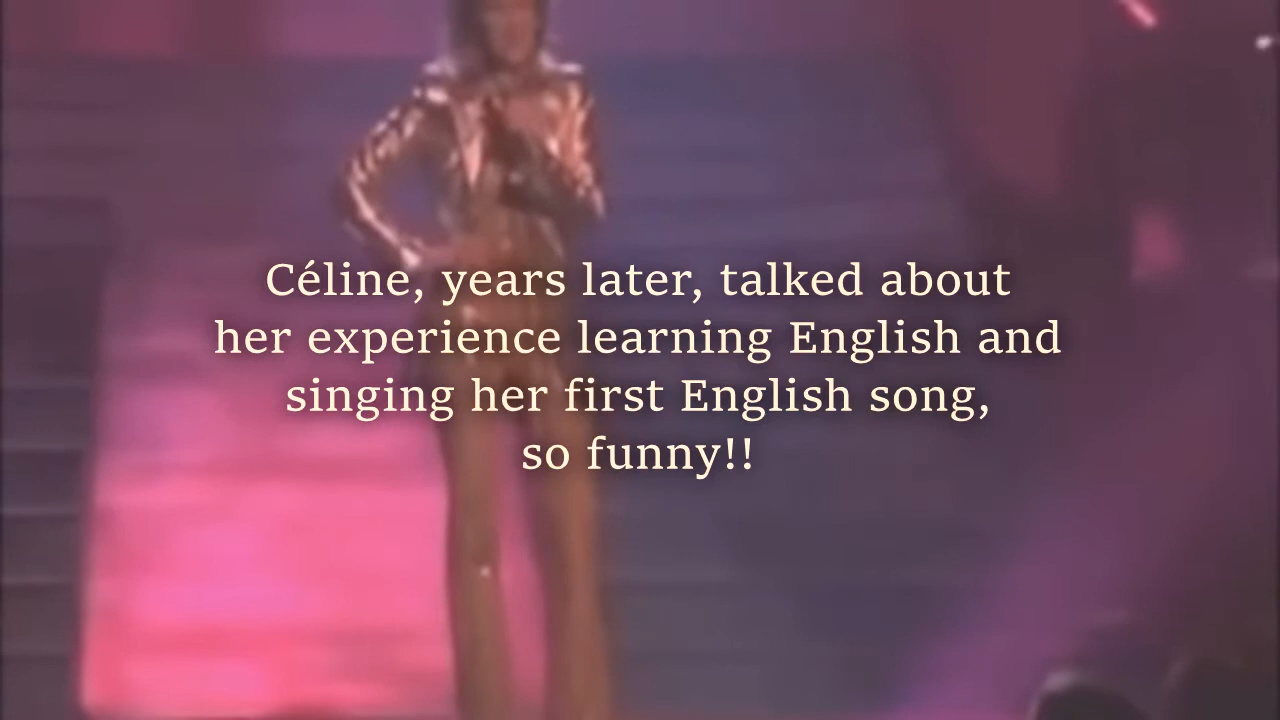 Céline, years later, talked about
her experience learning English and
singing her first English song,
so funny!!